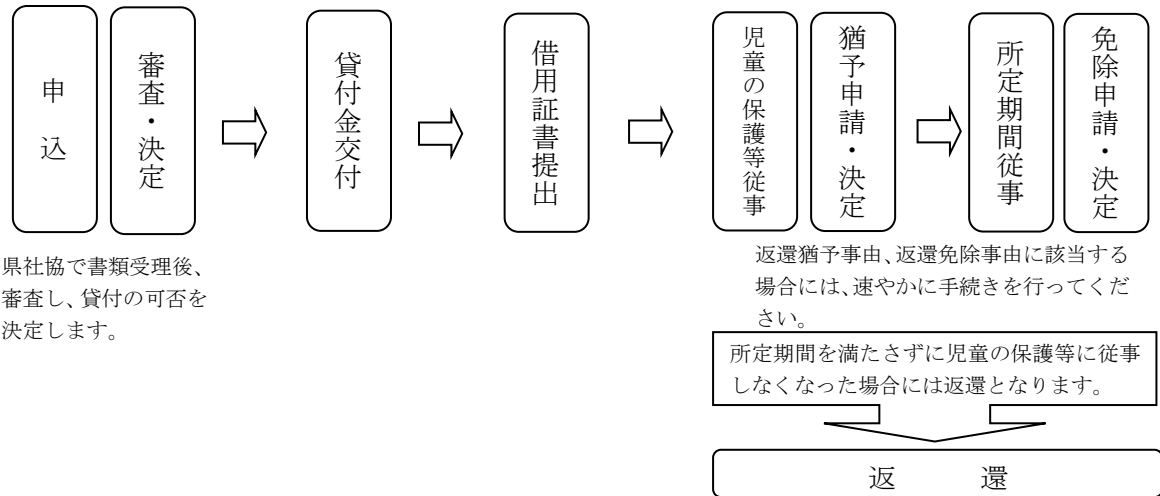 申込
審査・決定
貸付金交付
借用証書提出
児童の保護等従事
猶予申請・決定
所定期間従事
免除申請・決定
県社協で書類受理後、
審査し、貸付の可否を
決定します。
返還猶予事由、返還免除事由に該当する
場合には、速やかに手続きを行ってくだ
さい。
所定期間を満たさずに児童の保護等に従事
しなくなった場合には返還となります。
返還